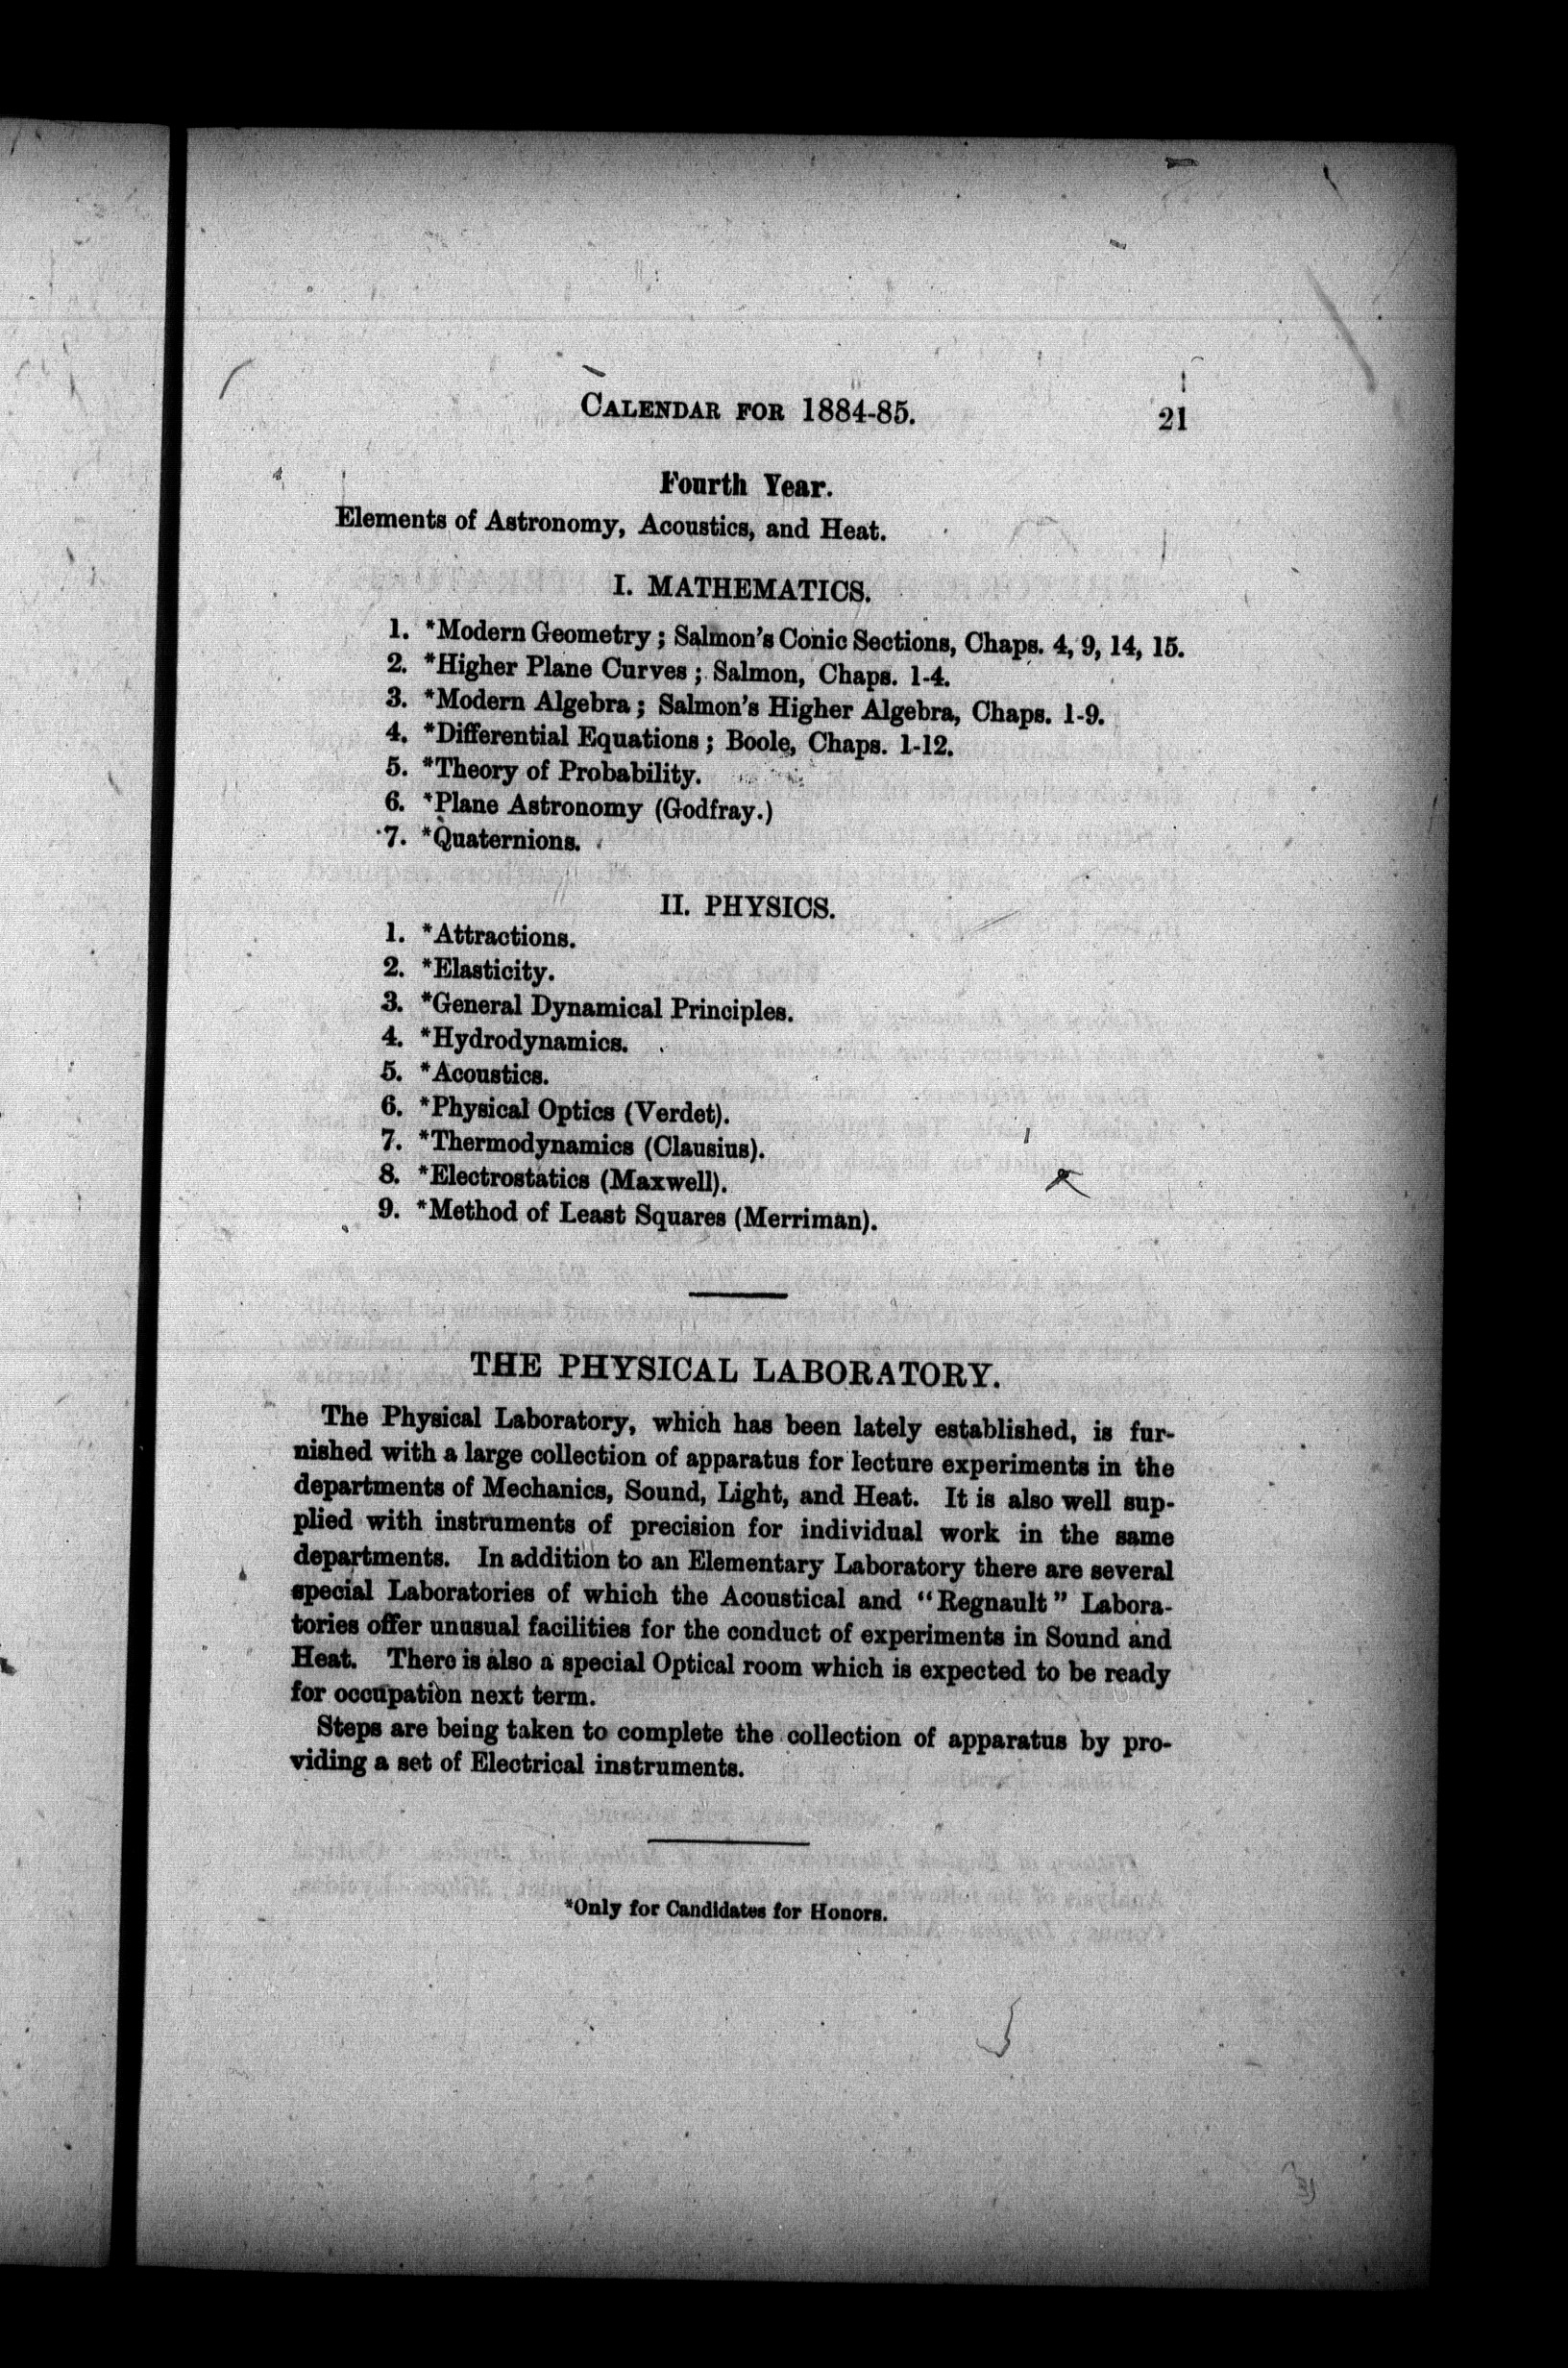 CALENDAR FOR 1884-85.
21
Fourth Year.
Elements of Astronomy, Acoustics, and Heat.
I. MATHEMATICS.
1. *Modern Geometry; Salmon's Conic Sections, Chaps. 4, 9, 14, 15.
2. *Higher Plane Curves; Salmon, Chaps. 1-4.
3. *Modern Algebra; Salmon's Higher Algebra, Chaps. 1-9.
4. *Differential Equations; Boole, Chaps. 1-12.
5. *Theory of Probability.
6. *Plane Astronomy (Godfray.)
7. *Quaternions.
II. PHYSICS.
1. *Attractions.
2. *Elasticity.
3. *General Dynamical Principles.
4. *Hydrodynamics.
5. *Acoustics.
6. *Physical Optics (Verdet).
7. *Thermodynamics (Clausius).
8. *Electrostatics (Maxwell).
9. *Method of Least Squares (Merriman).
THE PHYSICAL LABORATORY.
The Physical Laboratory, which has been lately established, is fur-
nished with a large collection of apparatus for lecture experiments in the
departments of Mechanics, Sound, Light, and Heat. It is also well sup-
plied with instruments of precision for individual work in the same
departments. In addition to an Elementary Laboratory there are several
special Laboratories of which the Acoustical and "Regnault" Labora-
tories offer unusual facilities for the conduct of experiments in Sound and
Heat. There is also a special Optical room which is expected to be ready
for occupation next term.
Steps are being taken to complete the collection of apparatus by pro-
viding a set of Electrical instruments.
*Only for Candidates for Honors.